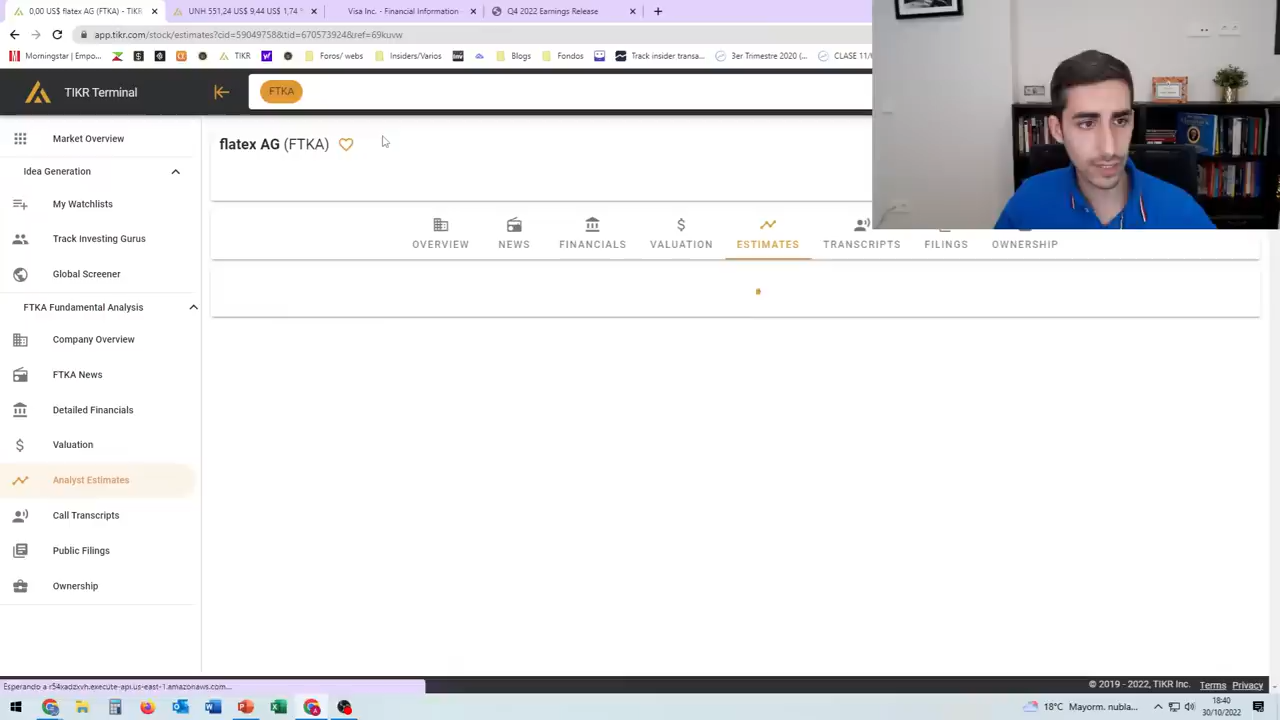 0,00 US$ flatex AG (FTKA) - TIKR
UNH 551,24 US$ 9,44 US$ 1,74
Visa Inc. - Financial Information
Q4 2022 Earnings Release
app.tikr.com/stock/estimates?cid=59049758&tid=670573924&ref=69kuvw
Morningstar | Empo...
TIKR
Foros/ webs
Insiders/Varios
Blogs
Fondos
Track insider transa...
3er Trimestre 2020 (...
TIKR Terminal
FTKA
Market Overview
Idea Generation
My Watchlists
Track Investing Gurus
Global Screener
FTKA Fundamental Analysis
Company Overview
FTKA News
Detailed Financials
Valuation
Analyst Estimates
Call Transcripts
Public Filings
Ownership
flatex AG (FTKA)
OVERVIEW
NEWS
FINANCIALS
VALUATION
ESTIMATES
TRANSCRIPTS
FILINGS
OWNERSHIP
© 2019 - 2022, TIKR Inc.
Terms
Privacy
18°C Mayorm. nubla...
18:40
30/10/2022